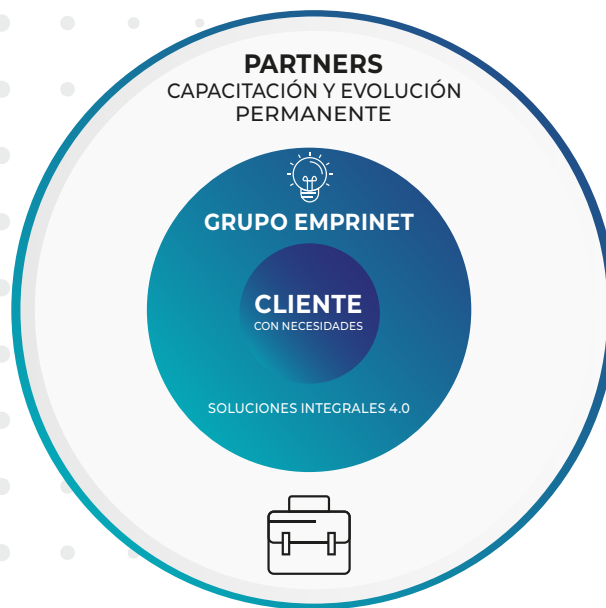 PARTNERS
CAPACITACIÓN Y EVOLUCIÓN
PERMANENTE
GRUPO EMPRINET
CLIENTE
CON NECESIDADES
SOLUCIONES INTEGRALES 4.0